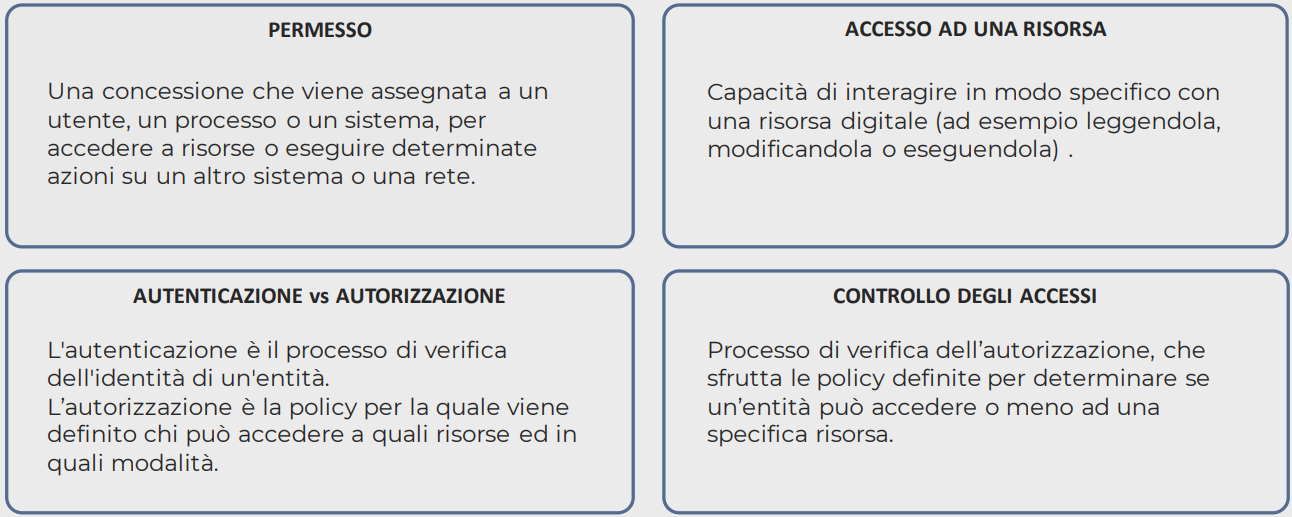 PERMESSO
Una concessione che viene assegnata a un
utente, un processo o un sistema, per
accedere a risorse o eseguire determinate
azioni su un altro sistema o una rete.
ACCESSO AD UNA RISORSA
Capacità di interagire in modo specifico con
una risorsa digitale (ad esempio leggendola,
modificandola o eseguendola) .
AUTENTICAZIONE vs AUTORIZZAZIONE
L'autenticazione è il processo di verifica
dell'identità di un'entità.
L’autorizzazione è la policy per la quale viene
definito chi può accedere a quali risorse ed in
quali modalità.
CONTROLLO DEGLI ACCESSI
Processo di verifica dell’autorizzazione, che
sfrutta le policy definite per determinare se
un’entità può accedere o meno ad una
specifica risorsa.